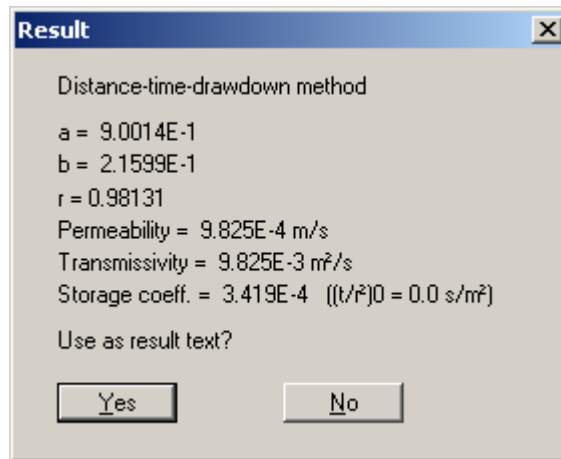 Result
Distance-time-drawdown method
a = 9.0014E-1
b = 2.1599E-1
r = 0.98131
Permeability = 9.825E-4 m/s
Transmissivity = 9.825E-3 m²/s
Storage coeff. = 3.419E-4 ((t/r²)0 = 0.0 s/m²)
Use as result text?
Yes No